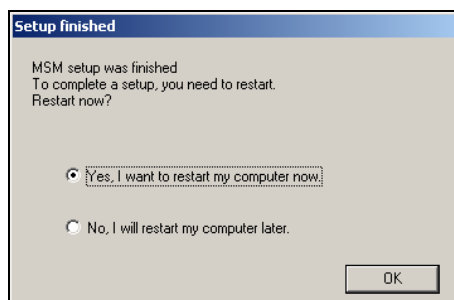 Setup finished
MSM setup was finished
To complete a setup, you need to restart.
Restart now?
Yes, I want to restart my computer now.
No, I will restart my computer later.
OK